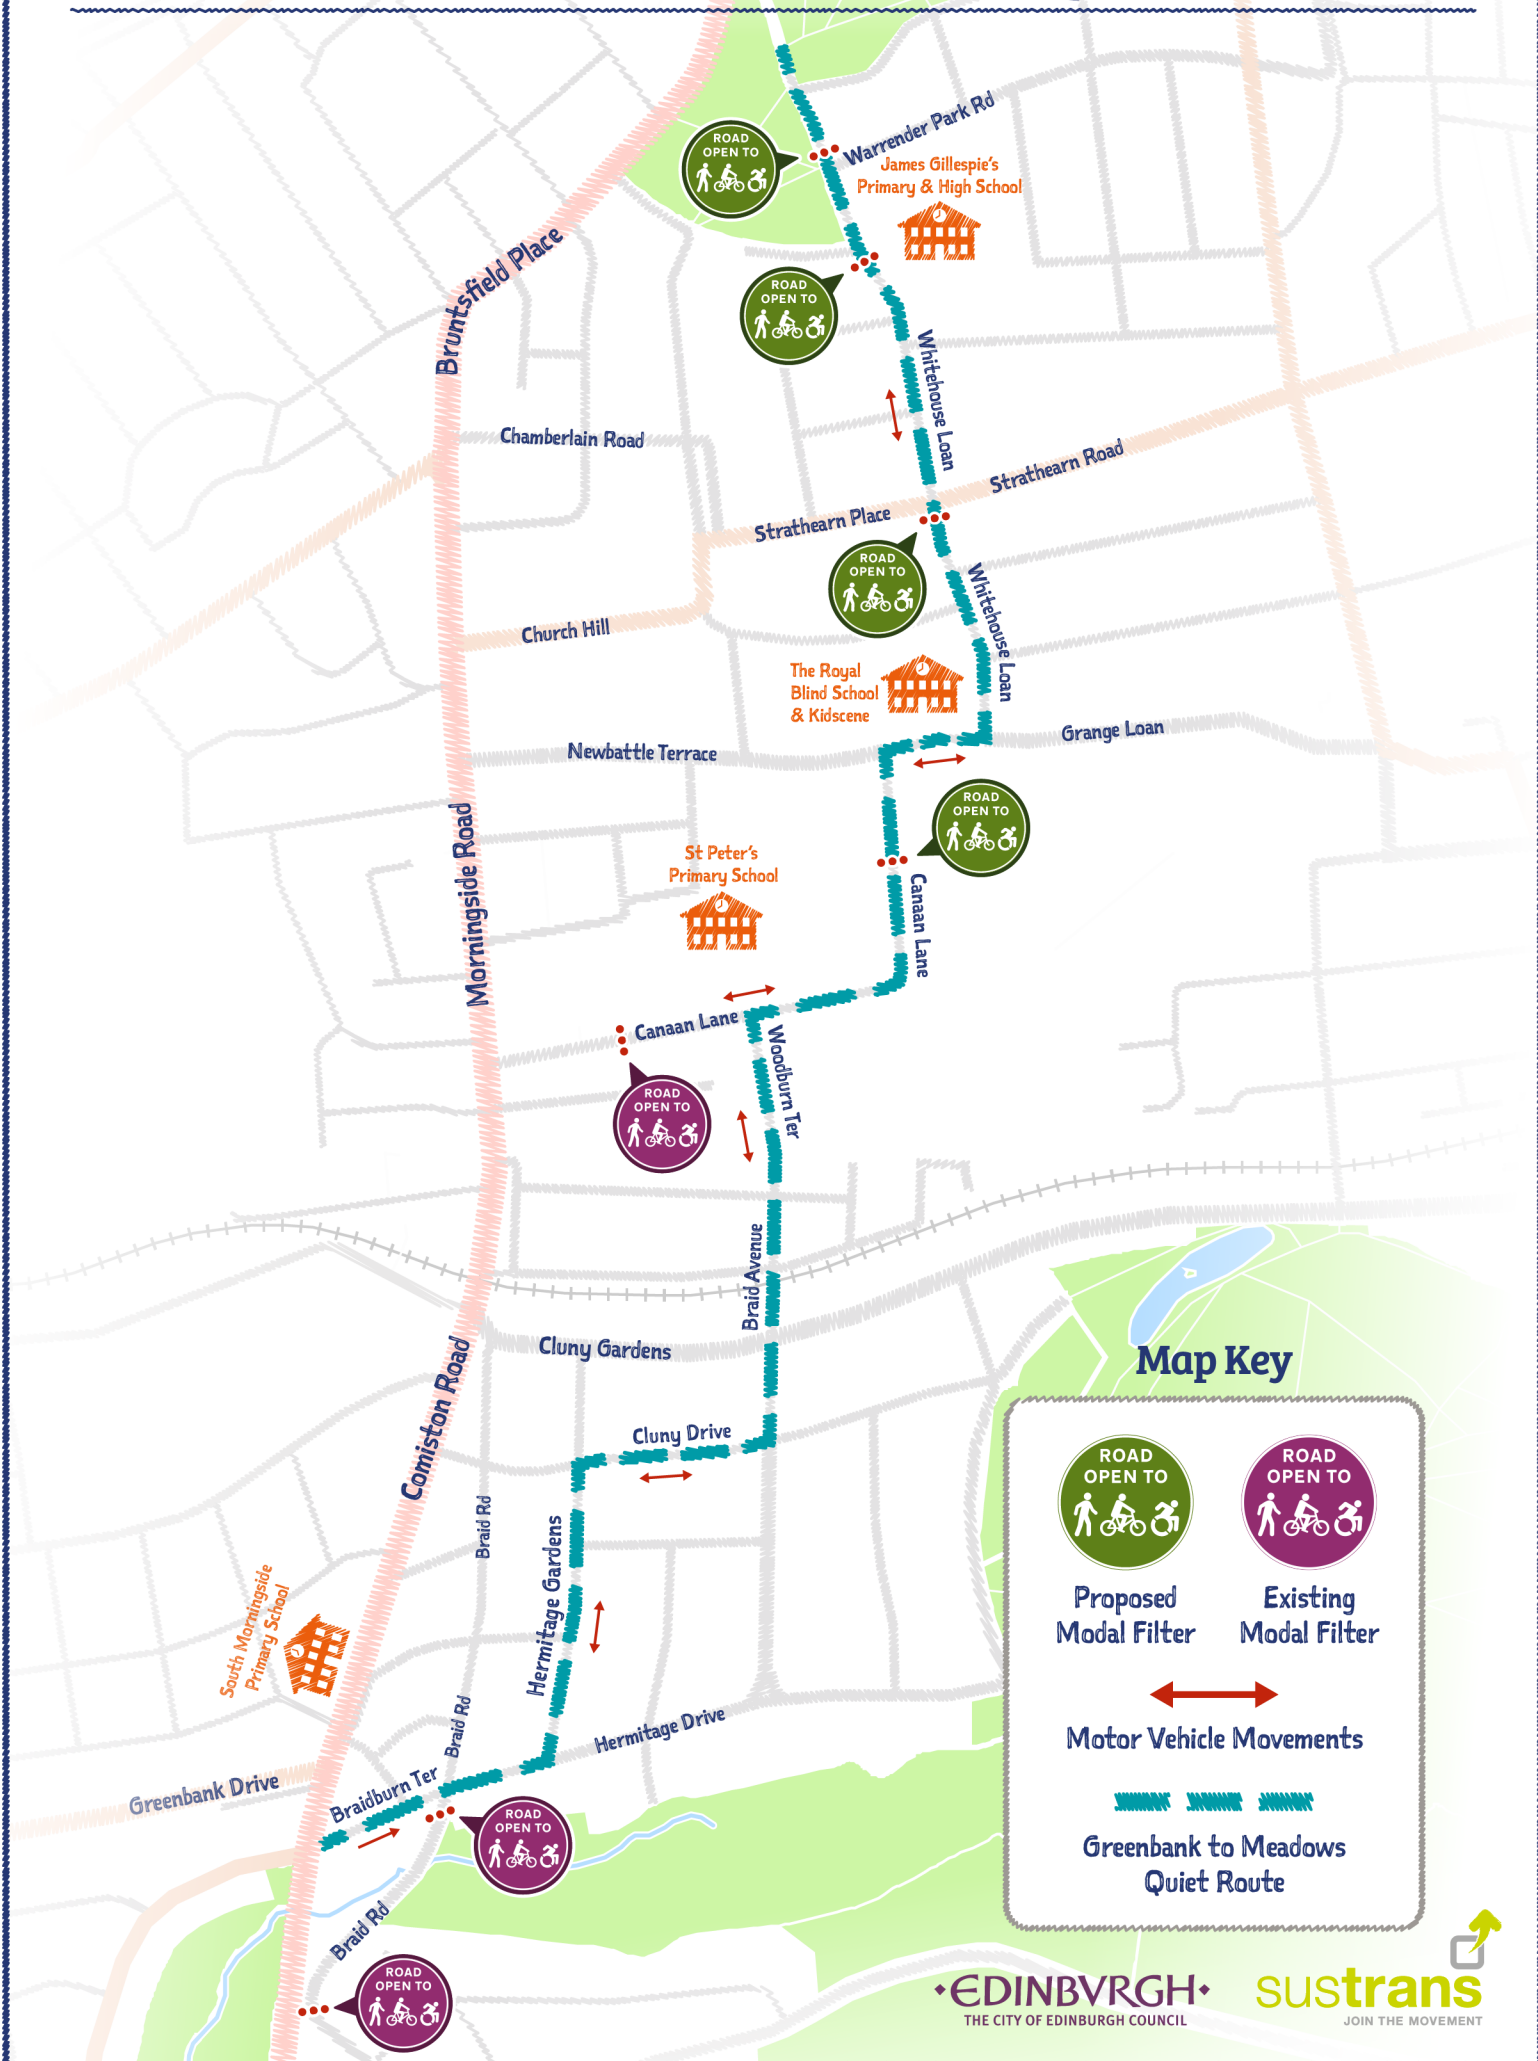 ROAD
OPEN TO
Warrender Park Rd
James Gillespie's
Primary & High School
Bruntsfield Place
ROAD
OPEN TO
Whitehouse Loan
Chamberlain Road
Strathearn Road
Strathearn Place
ROAD
OPEN TO
Whitehouse Loan
Church Hill
The Royal
Blind School
& Kidscene
Grange Loan
Newbattle Terrace
ROAD
OPEN TO
Morningside Road
St Peter's
Primary School
Canaan Lane
Canaan Lane
Woodburn Ter
ROAD
OPEN TO
Braid Avenue
Cluny Gardens
Comiston Road
Cluny Drive
Braid Rd
Hermitage Gardens
South Morningside
Primary School
Braid Rd
Hermitage Drive
Greenbank Drive
Braidburn Ter
ROAD
OPEN TO
Braid Rd
ROAD
OPEN TO
Map Key
ROAD
OPEN TO
Proposed
Modal Filter
ROAD
OPEN TO
Existing
Modal Filter
Motor Vehicle Movements
Greenbank to Meadows
Quiet Route
EDINBVRGH
THE CITY OF EDINBURGH COUNCIL
sustrans
JOIN THE MOVEMENT